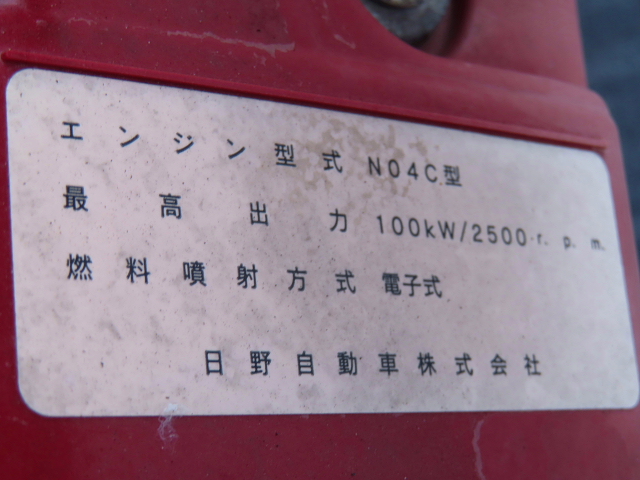 エンジン型式 N04C型
最高出力 100kW/2500r.p.m.
燃料噴射方式 電子式
日野自動車株式会社